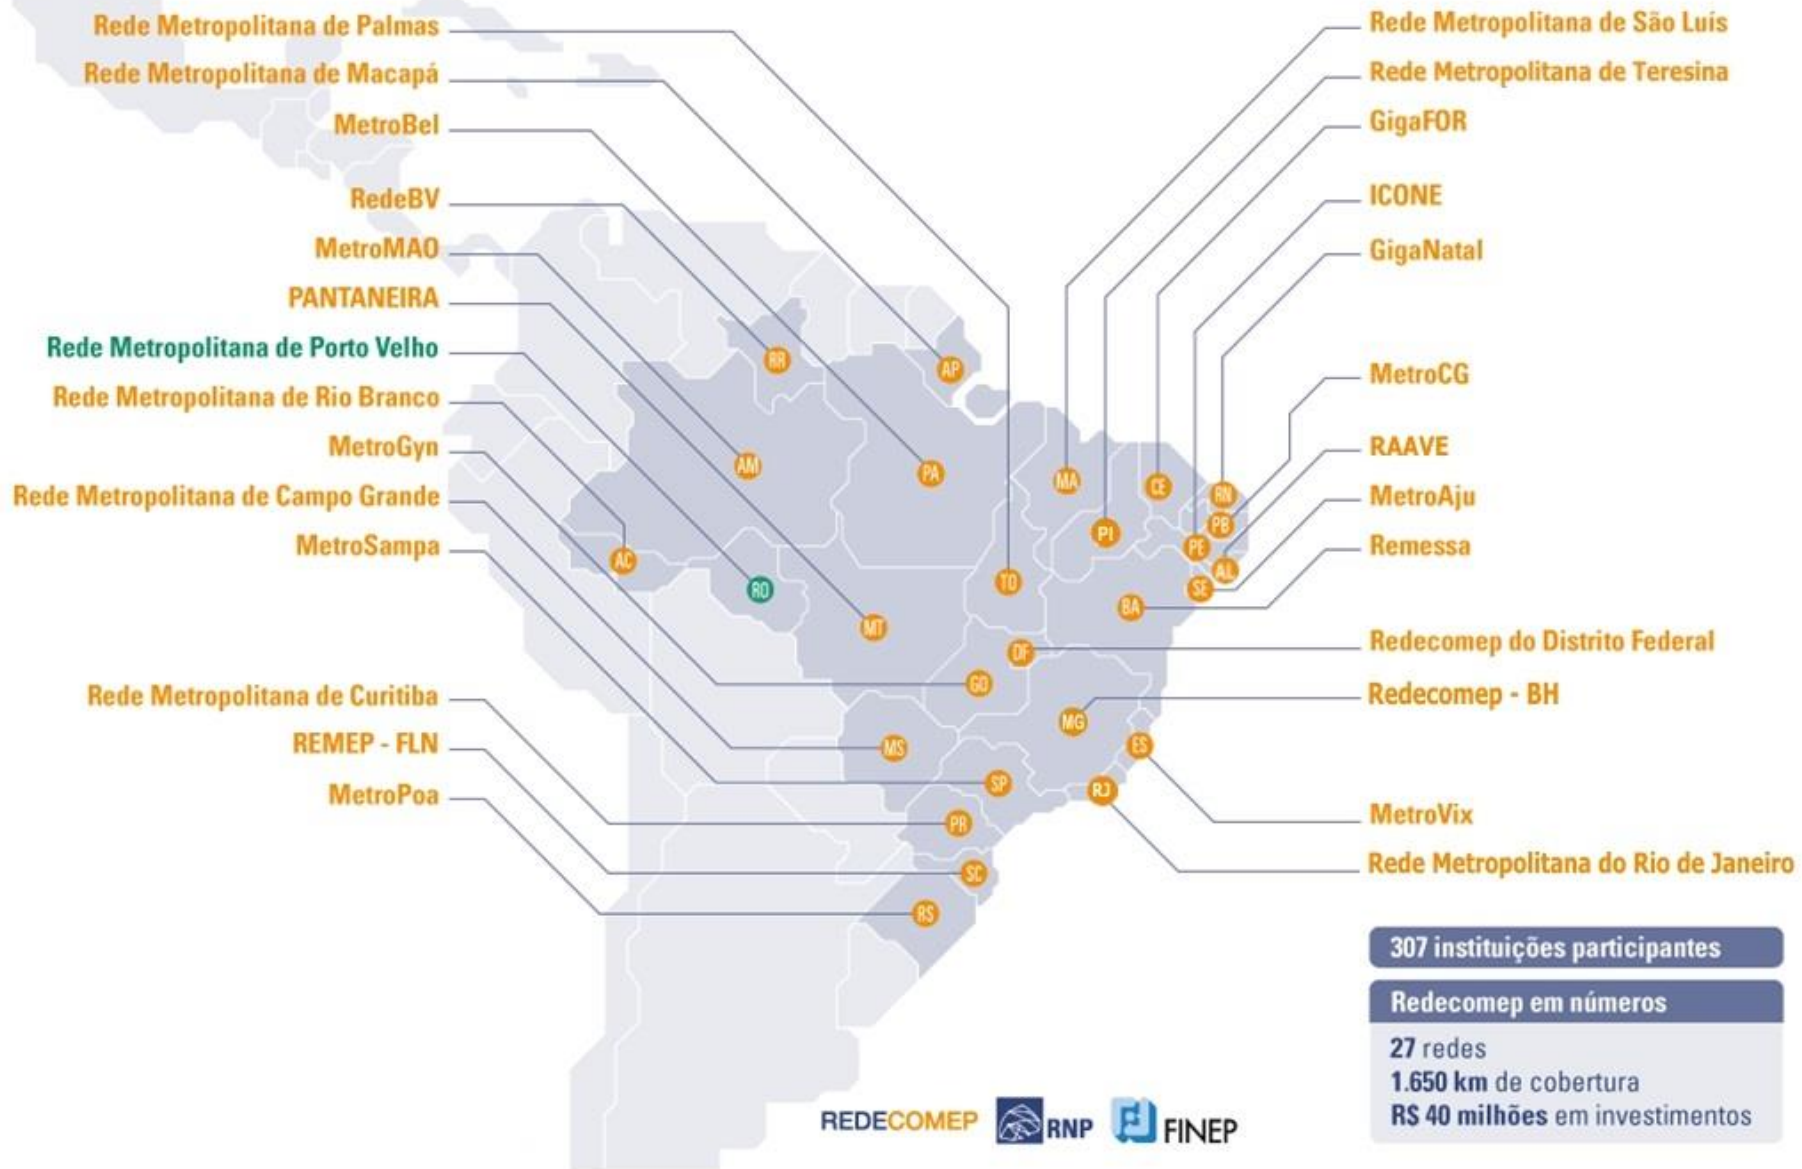 Rede Metropolitana de Palmas
Rede Metropolitana de Macapá
MetroBel
RedeBV
MetroMAO
PANTANEIRA
Rede Metropolitana de Porto Velho
Rede Metropolitana de Rio Branco
MetroGyn
Rede Metropolitana de Campo Grande
MetroSampa
Rede Metropolitana de Curitiba
REMEP - FLN
MetroPoa
Rede Metropolitana de São Luís
Rede Metropolitana de Teresina
GigaFOR
ICONE
GigaNatal
MetroCG
RAAVE
MetroAju
Remessa
Redecomep do Distrito Federal
Redecomep - BH
MetroVix
Rede Metropolitana do Rio de Janeiro
RR
AP
AM
PA
MA
CE
RN
PB
PI
PE
AL
AC
RO
TO
SE
BA
MT
DF
GO
MG
MS
ES
SP
RJ
PR
SC
RS
307 instituições participantes
Redecomep em números
27 redes
1.650 km de cobertura
R$ 40 milhões em investimentos
REDECOMEP
RNP
FINEP